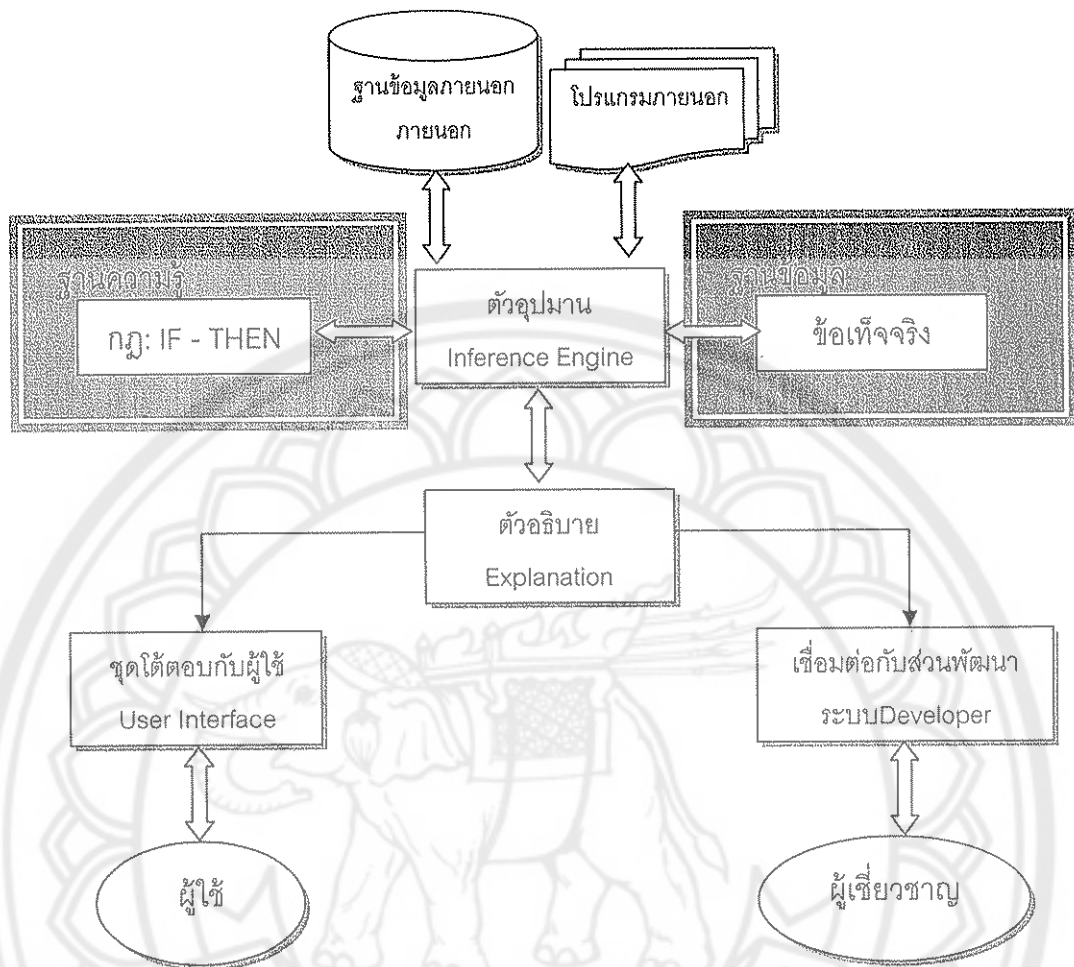 ฐานข้อมูลภายนอก
ภายนอก
โปรแกรมภายนอก
ฐานความรู้
กฎ: IF - THEN
ตัวอุปมาน
Inference Engine
ฐานข้อมูล
ข้อเท็จจริง
ตัวอธิบาย
Explanation
ชุดโต้ตอบกับผู้ใช้
User Interface
เชื่อมต่อกับส่วนพัฒนา
ระบบDeveloper
ผู้ใช้
ผู้เชี่ยวชาญ